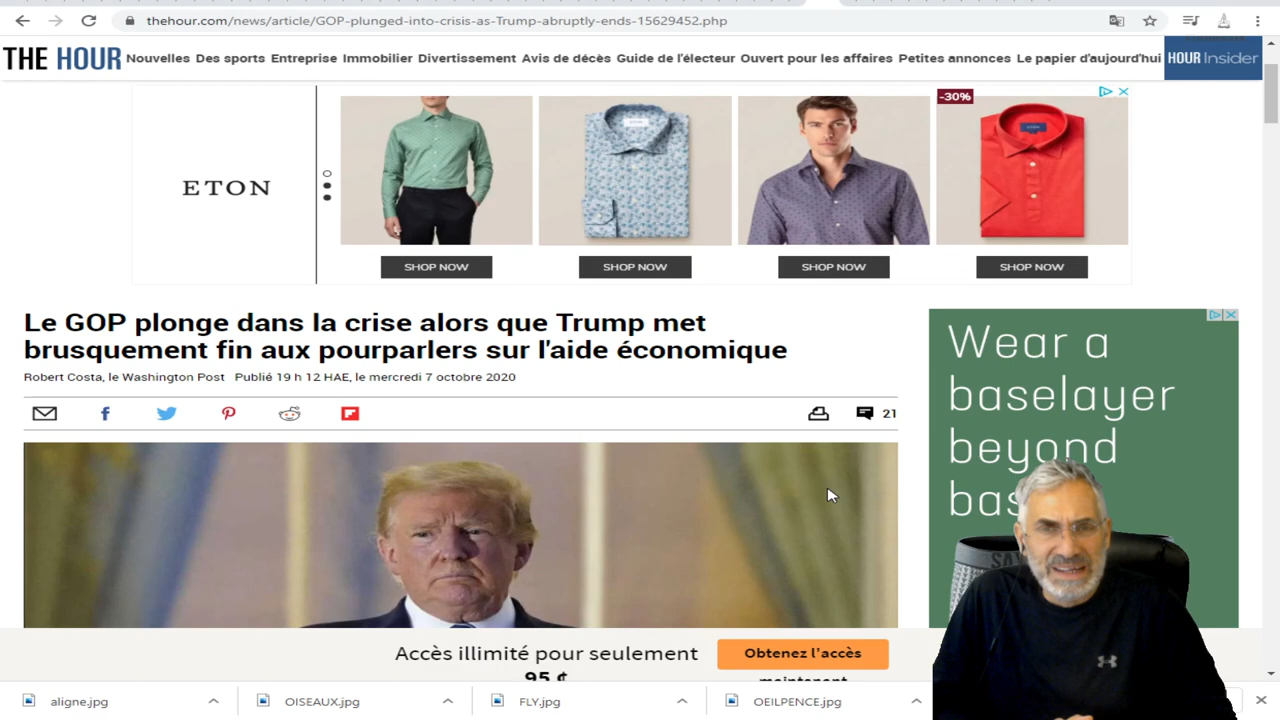 thehour.com/news/article/GOP-plunged-into-crisis-as-Trump-abruptly-ends-15629452.php
THE HOUR Nouvelles Des sports Entreprise Immobilier Divertissement Avis de décès Guide de l'électeur Ouvert pour les affaires Petites annonces Le papier d'aujourd'hui HOUR Insider
-30%
ETON
SHOP NOW SHOP NOW SHOP NOW SHOP NOW
Le GOP plonge dans la crise alors que Trump met
brusquement fin aux pourparlers sur l'aide économique
Robert Costa, le Washington Post Publié 19 h 12 HAE, le mercredi 7 octobre 2020
21
Wear a
baselayer
beyond
bas
Accès illimité pour seulement
95 ¢
Obtenez l'accès
maintenant
aligne.jpg OISEAUX.jpg FLY.jpg OEILPENCE.jpg